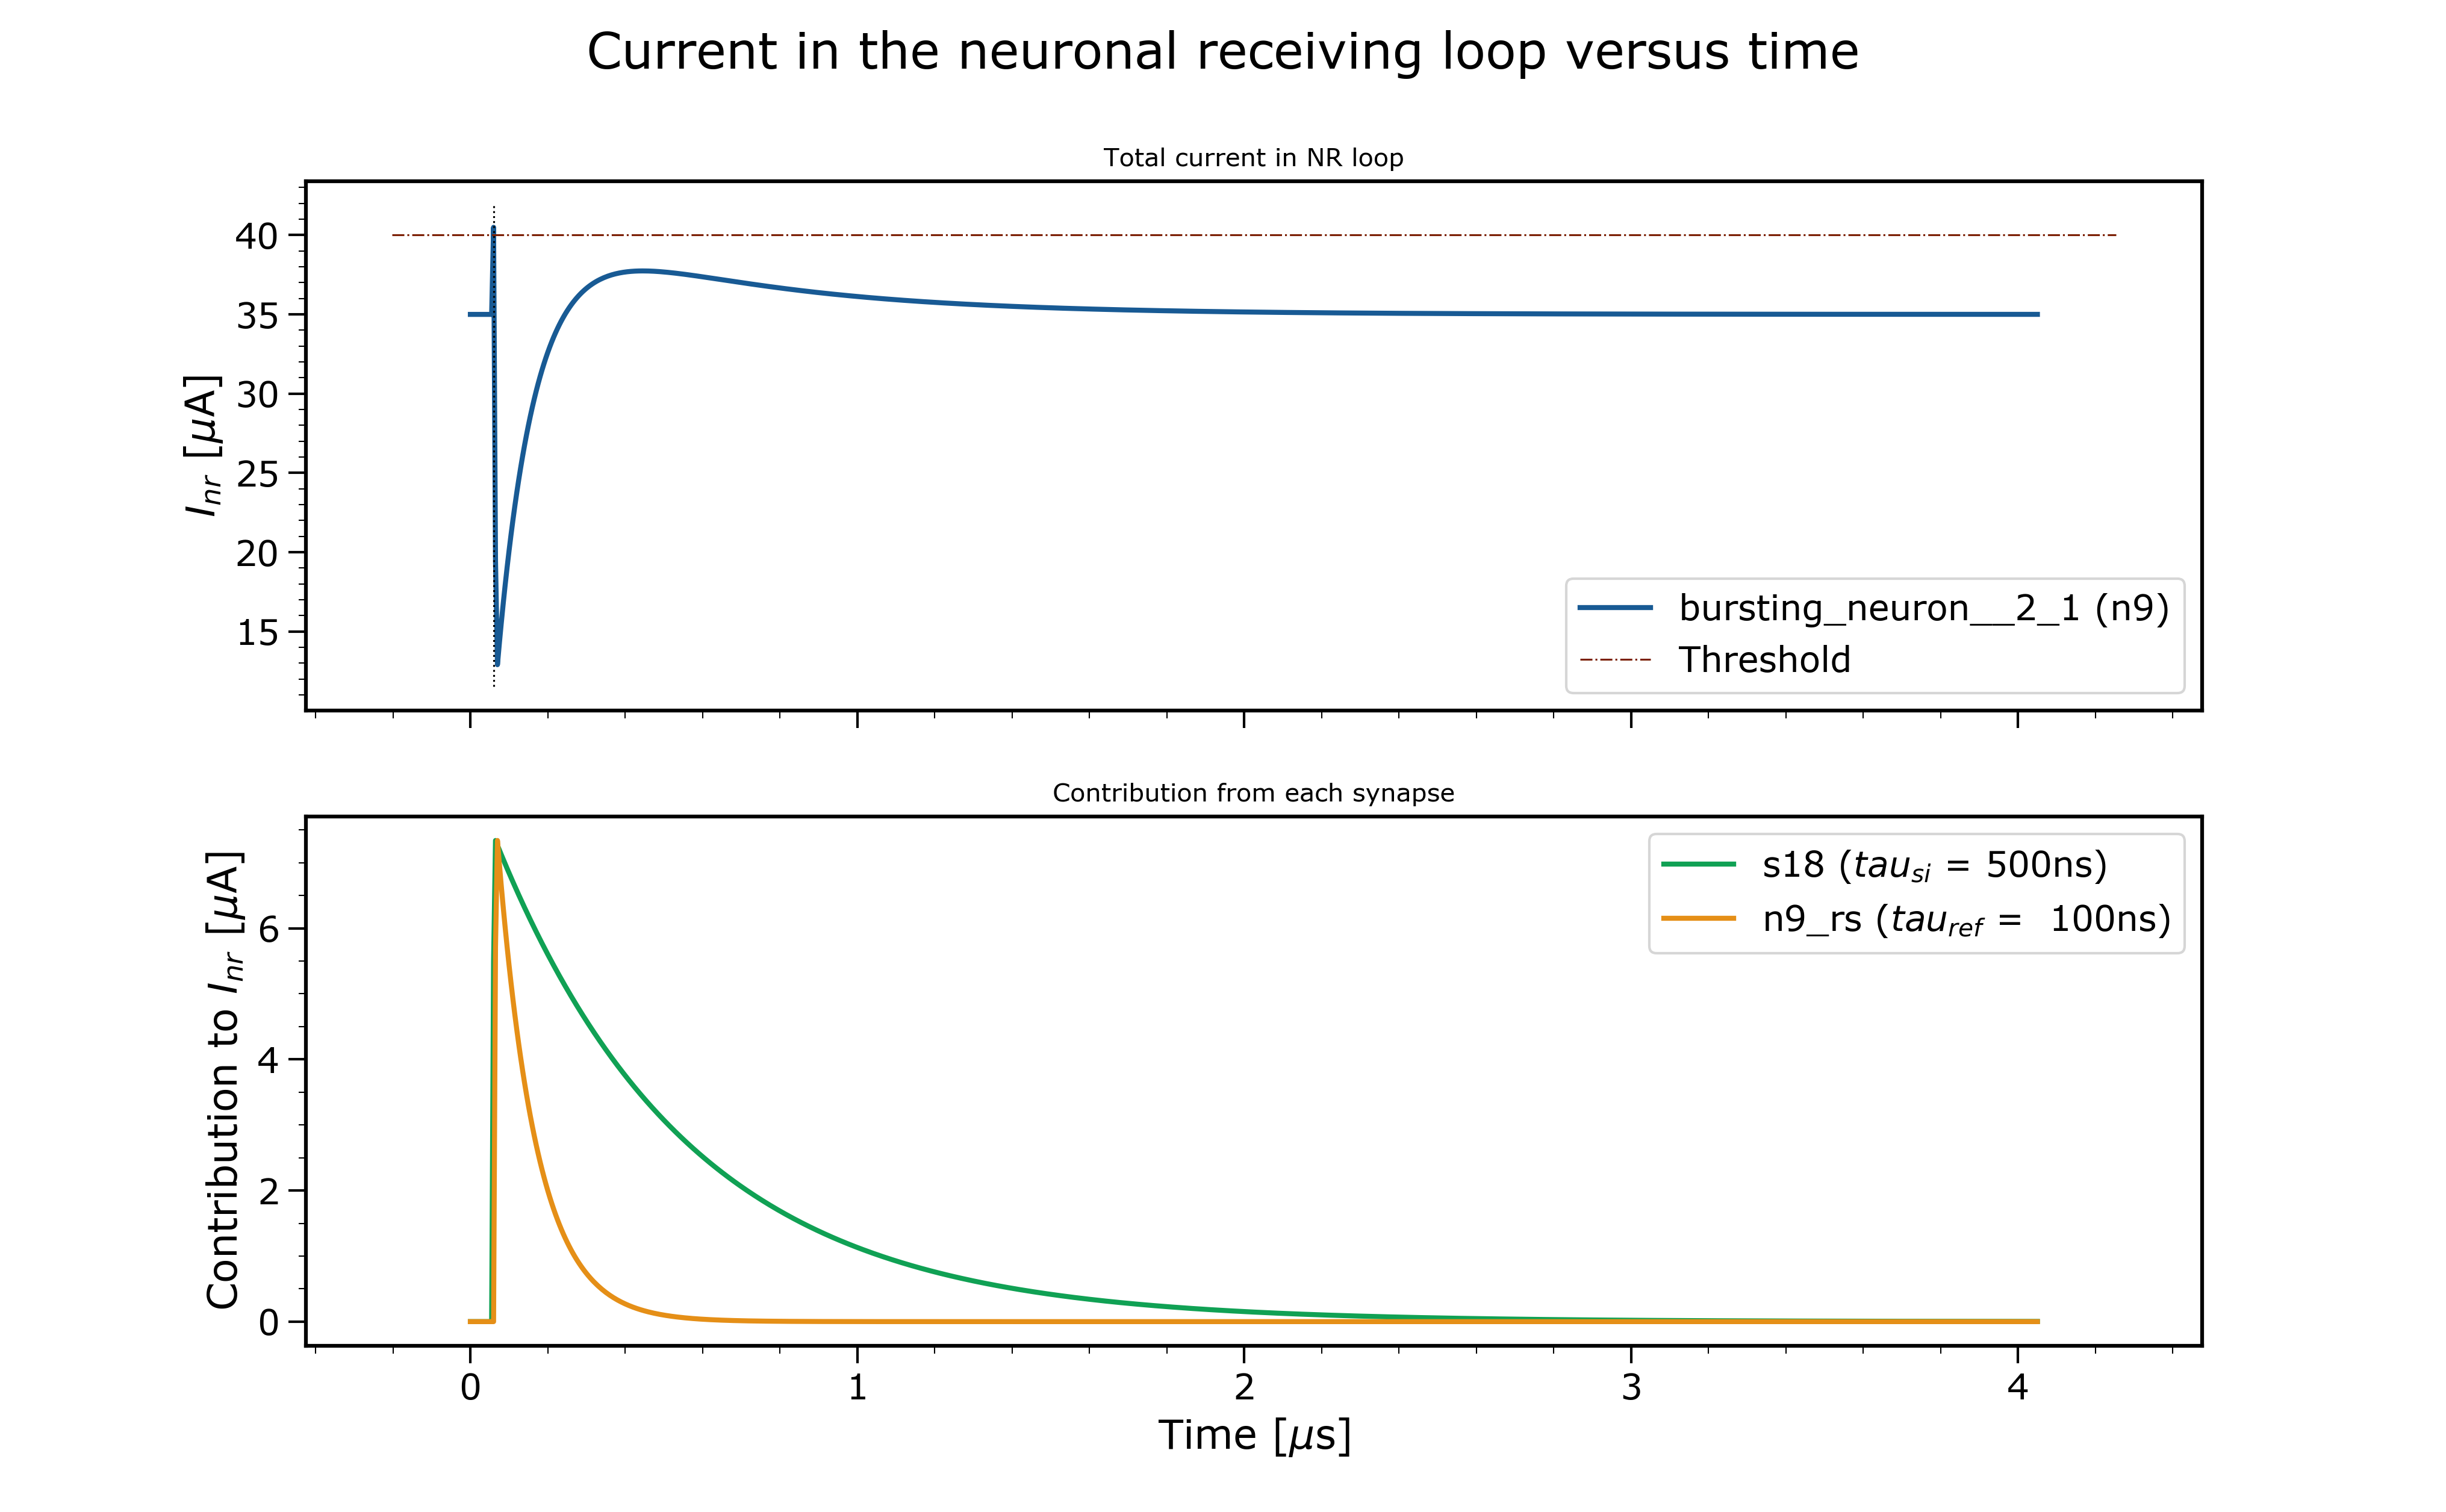 Current in the neuronal receiving loop versus time
Total current in NR loop
I_nr [μA]
40
35
30
25
20
15
bursting_neuron__2_1 (n9)
Threshold
Contribution from each synapse
Contribution to I_nr [μA]
6
4
2
0
s18 (tau_si = 500ns)
n9_rs (tau_ref = 100ns)
0 1 2 3 4
Time [μs]